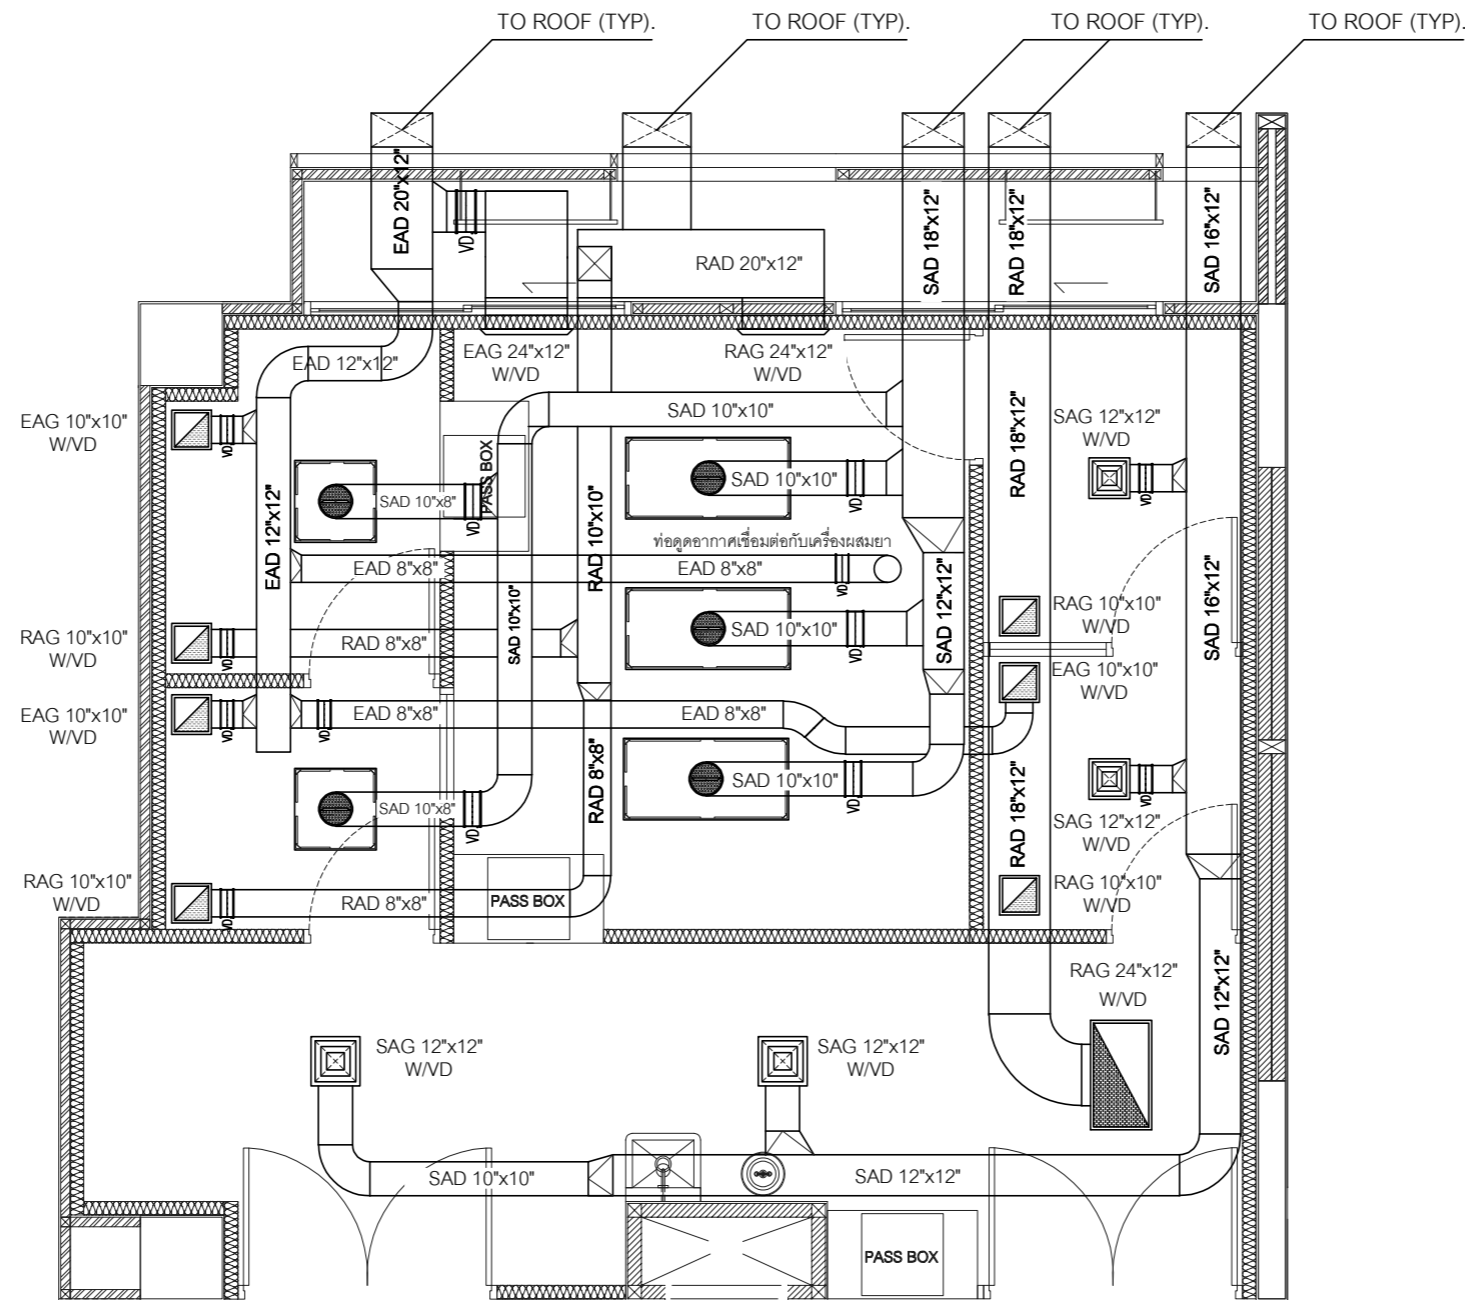 TO ROOF (TYP).
TO ROOF (TYP).
TO ROOF (TYP).
TO ROOF (TYP).
EAD 20"x12"
VD
RAD 20"x12"
SAD 18"x12"
RAD 18"x12"
SAD 16"x12"
EAD 12"x12"
EAG 24"x12"
W/VD
RAG 24"x12"
W/VD
EAG 10"x10"
W/VD
VD
SAD 10"x10"
SAG 12"x12"
W/VD
VD
PASS BOX
SAD 10"x8"
VD
SAD 10"x10"
VD
RAD 18"x12"
EAD 12"x12"
RAD 10"x10"
ท่อดูดอากาศเชื่อมต่อกับเครื่องผสมยา
EAD 8"x8"
EAD 8"x8"
VD
SAD 10"x10"
SAD 12"x12"
SAD 16"x12"
RAG 10"x10"
W/VD
VD
RAD 8"x8"
SAD 10"x10"
VD
RAG 10"x10"
W/VD
EAG 10"x10"
W/VD
EAG 10"x10"
W/VD
VD
VD
EAD 8"x8"
EAD 8"x8"
RAD 8"x8"
SAD 10"x8"
VD
SAD 10"x10"
VD
RAD 18"x12"
VD
SAG 12"x12"
W/VD
RAG 10"x10"
W/VD
RAG 10"x10"
W/VD
VD
RAD 8"x8"
PASS BOX
RAG 24"x12"
W/VD
SAD 12"x12"
SAG 12"x12"
W/VD
SAG 12"x12"
W/VD
SAD 10"x10"
SAD 12"x12"
PASS BOX